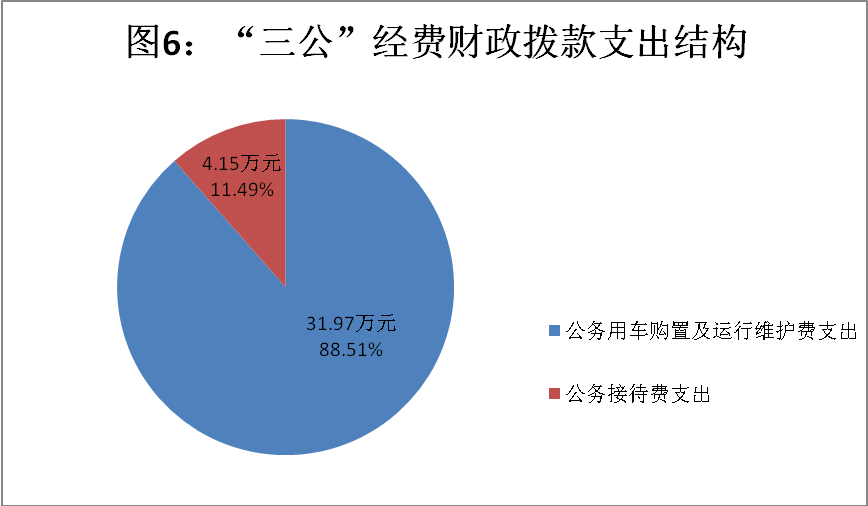 图6：“三公”经费财政拨款支出结构
4.15万元
11.49%
31.97万元
88.51%
公务用车购置及运行维护费支出
公务接待费支出